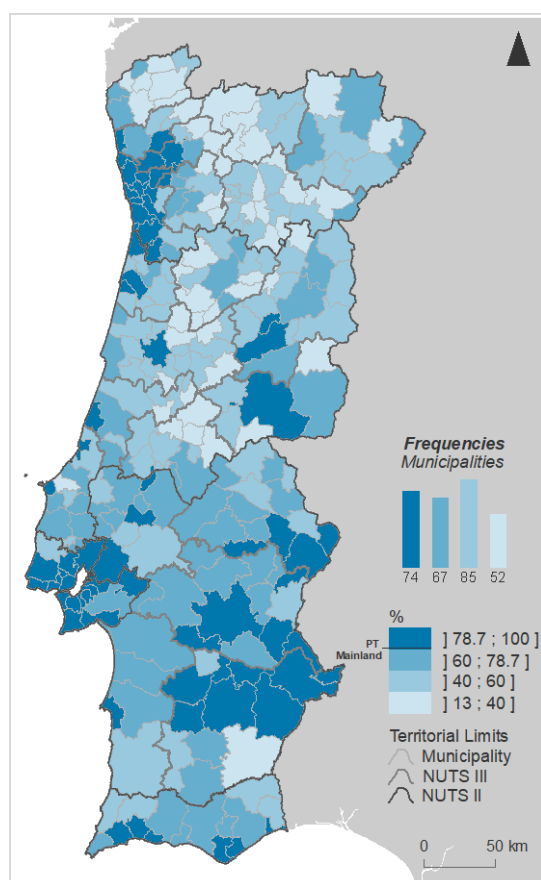 Frequencies
Municipalities
74 67 85 52
%
] 78.7 ; 100 ]
PT
Mainland
] 60 ; 78.7 ]
] 40 ; 60 ]
] 13 ; 40 ]
Territorial Limits
Municipality
NUTS III
NUTS II
0 50 km